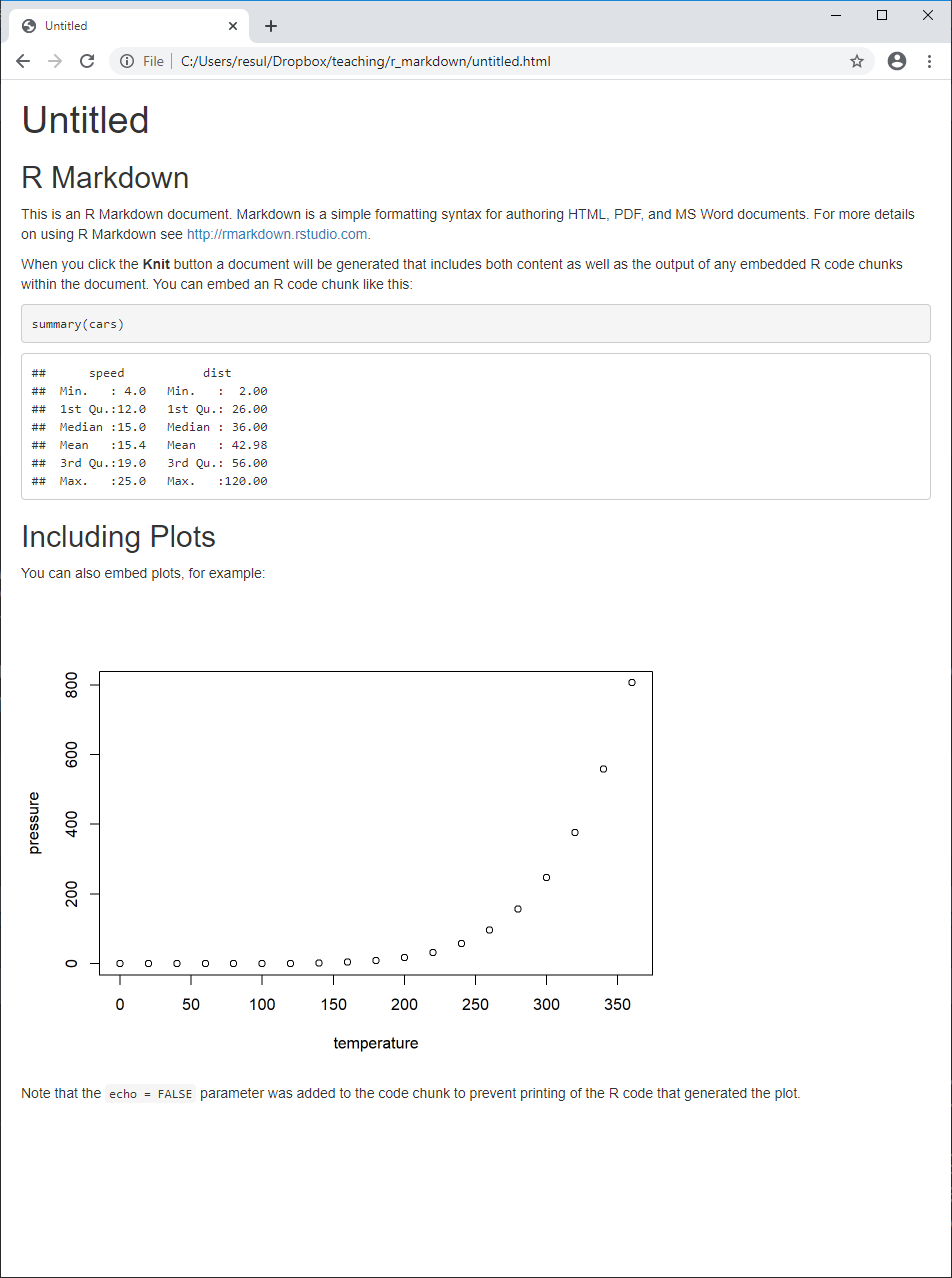 Untitled
File C:/Users/resul/Dropbox/teaching/r_markdown/untitled.html
Untitled
R Markdown
This is an R Markdown document. Markdown is a simple formatting syntax for authoring HTML, PDF, and MS Word documents. For more details
on using R Markdown see http://rmarkdown.rstudio.com.
When you click the Knit button a document will be generated that includes both content as well as the output of any embedded R code chunks
within the document. You can embed an R code chunk like this:
summary(cars)
##      speed           dist
##  Min.   : 4.0   Min.   :  2.00
##  1st Qu.:12.0   1st Qu.: 26.00
##  Median :15.0   Median : 36.00
##  Mean   :15.4   Mean   : 42.98
##  3rd Qu.:19.0   3rd Qu.: 56.00
##  Max.   :25.0   Max.   :120.00
Including Plots
You can also embed plots, for example:
800
600
400
200
0
pressure
0 50 100 150 200 250 300 350
temperature
Note that the echo = FALSE parameter was added to the code chunk to prevent printing of the R code that generated the plot.